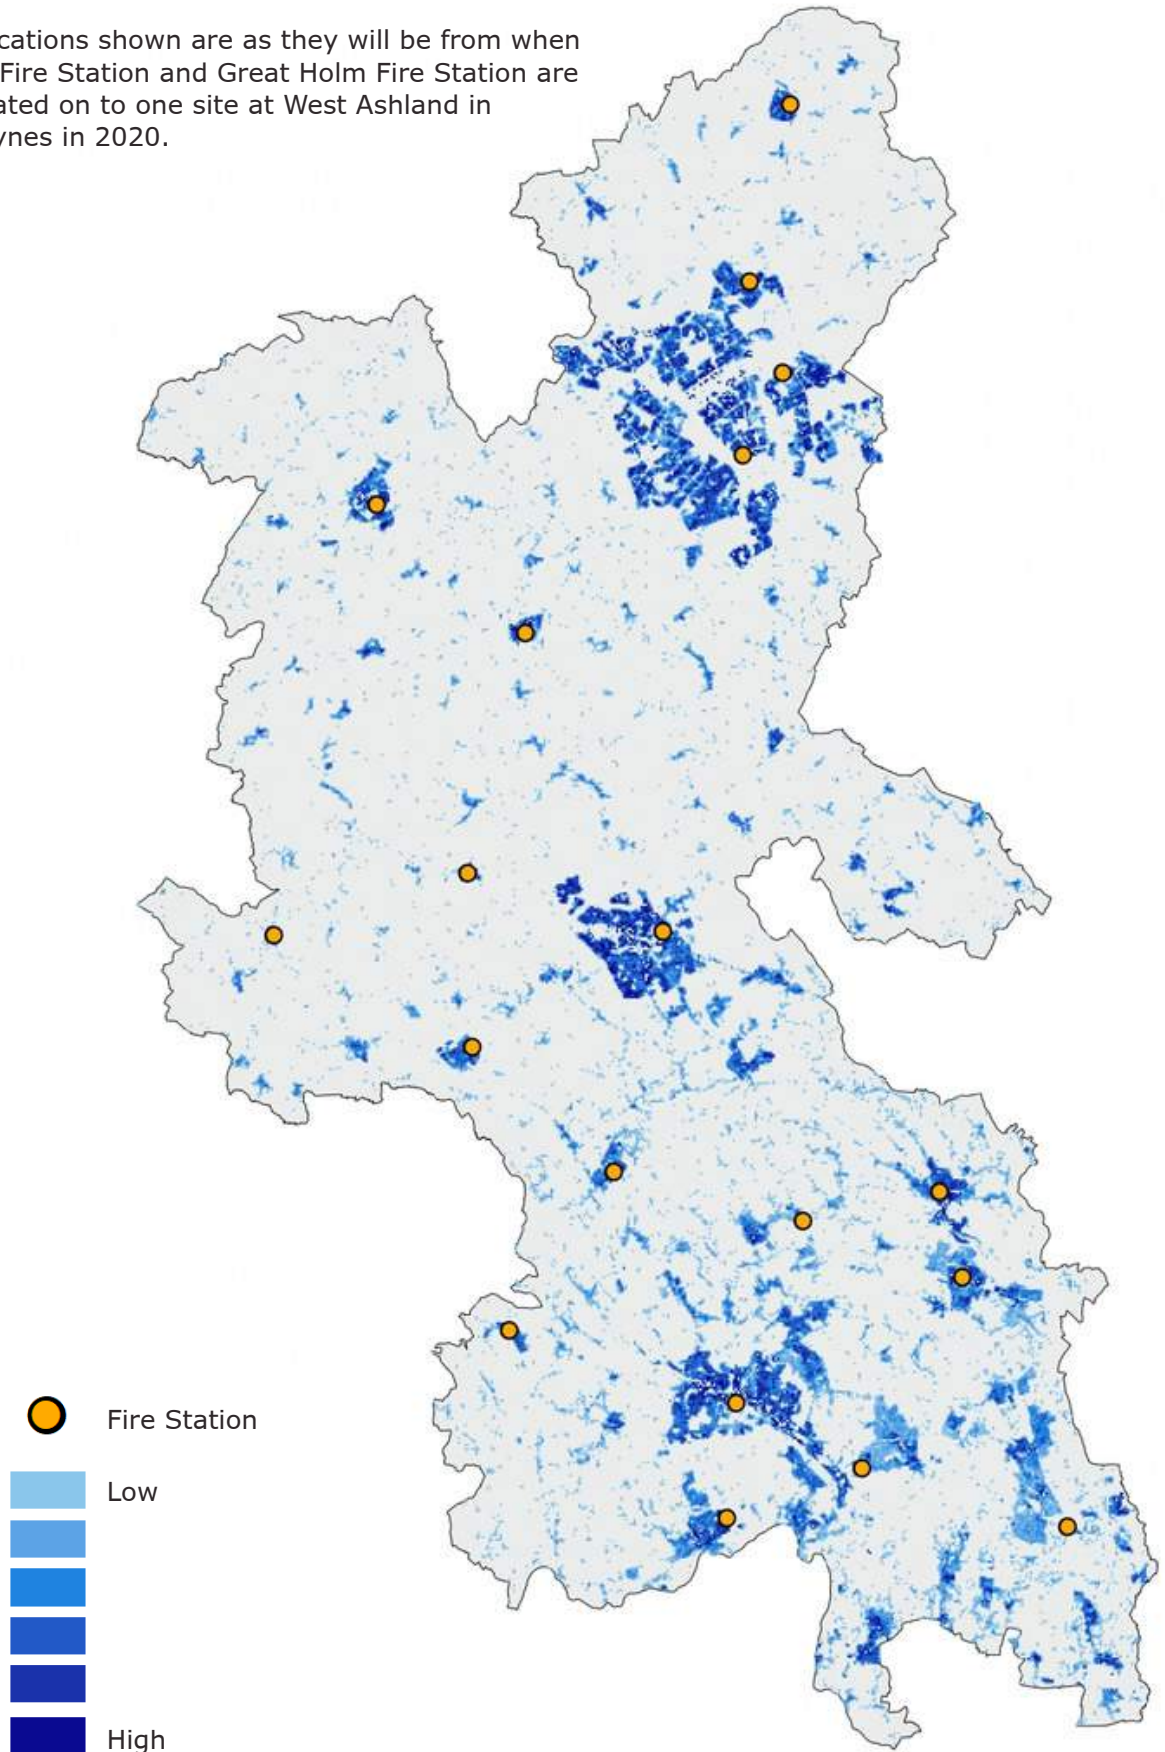 cations shown are as they will be from when
Fire Station and Great Holm Fire Station are
ated on to one site at West Ashland in
ynes in 2020.
Fire Station
Low
High